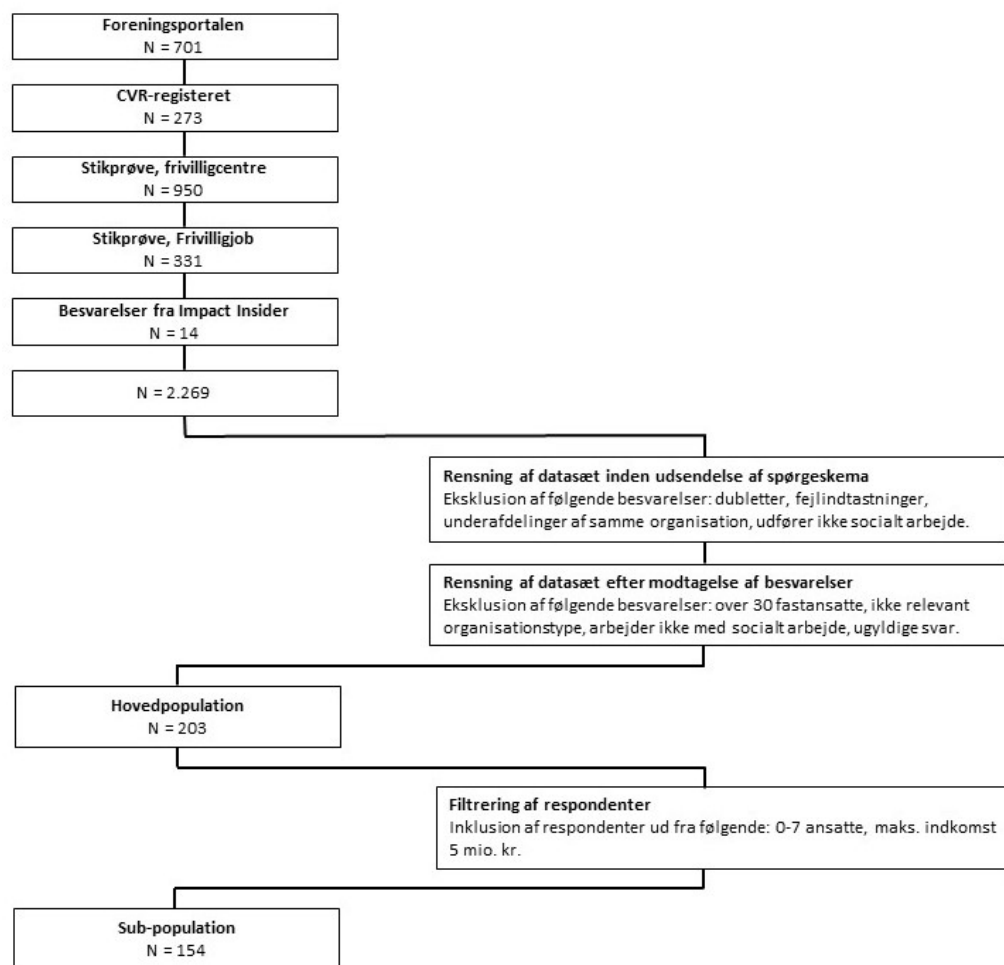 Foreningsportalen
N = 701
CVR-registeret
N = 273
Stikprøve, frivilligcentre
N = 950
Stikprøve, Frivilligjob
N = 331
Besvarelser fra Impact Insider
N = 14
N = 2.269
Rensning af datasæt inden udsendelse af spørgeskema
Eksklusion af følgende besvarelser: dubletter, fejlindtastninger,
underafdelinger af samme organisation, udfører ikke socialt arbejde.
Rensning af datasæt efter modtagelse af besvarelser
Eksklusion af følgende besvarelser: over 30 fastansatte, ikke relevant
organisationstype, arbejder ikke med socialt arbejde, ugyldige svar.
Hovedpopulation
N = 203
Filtrering af respondenter
Inklusion af respondenter ud fra følgende: 0-7 ansatte, maks. indkomst
5 mio. kr.
Sub-population
N = 154